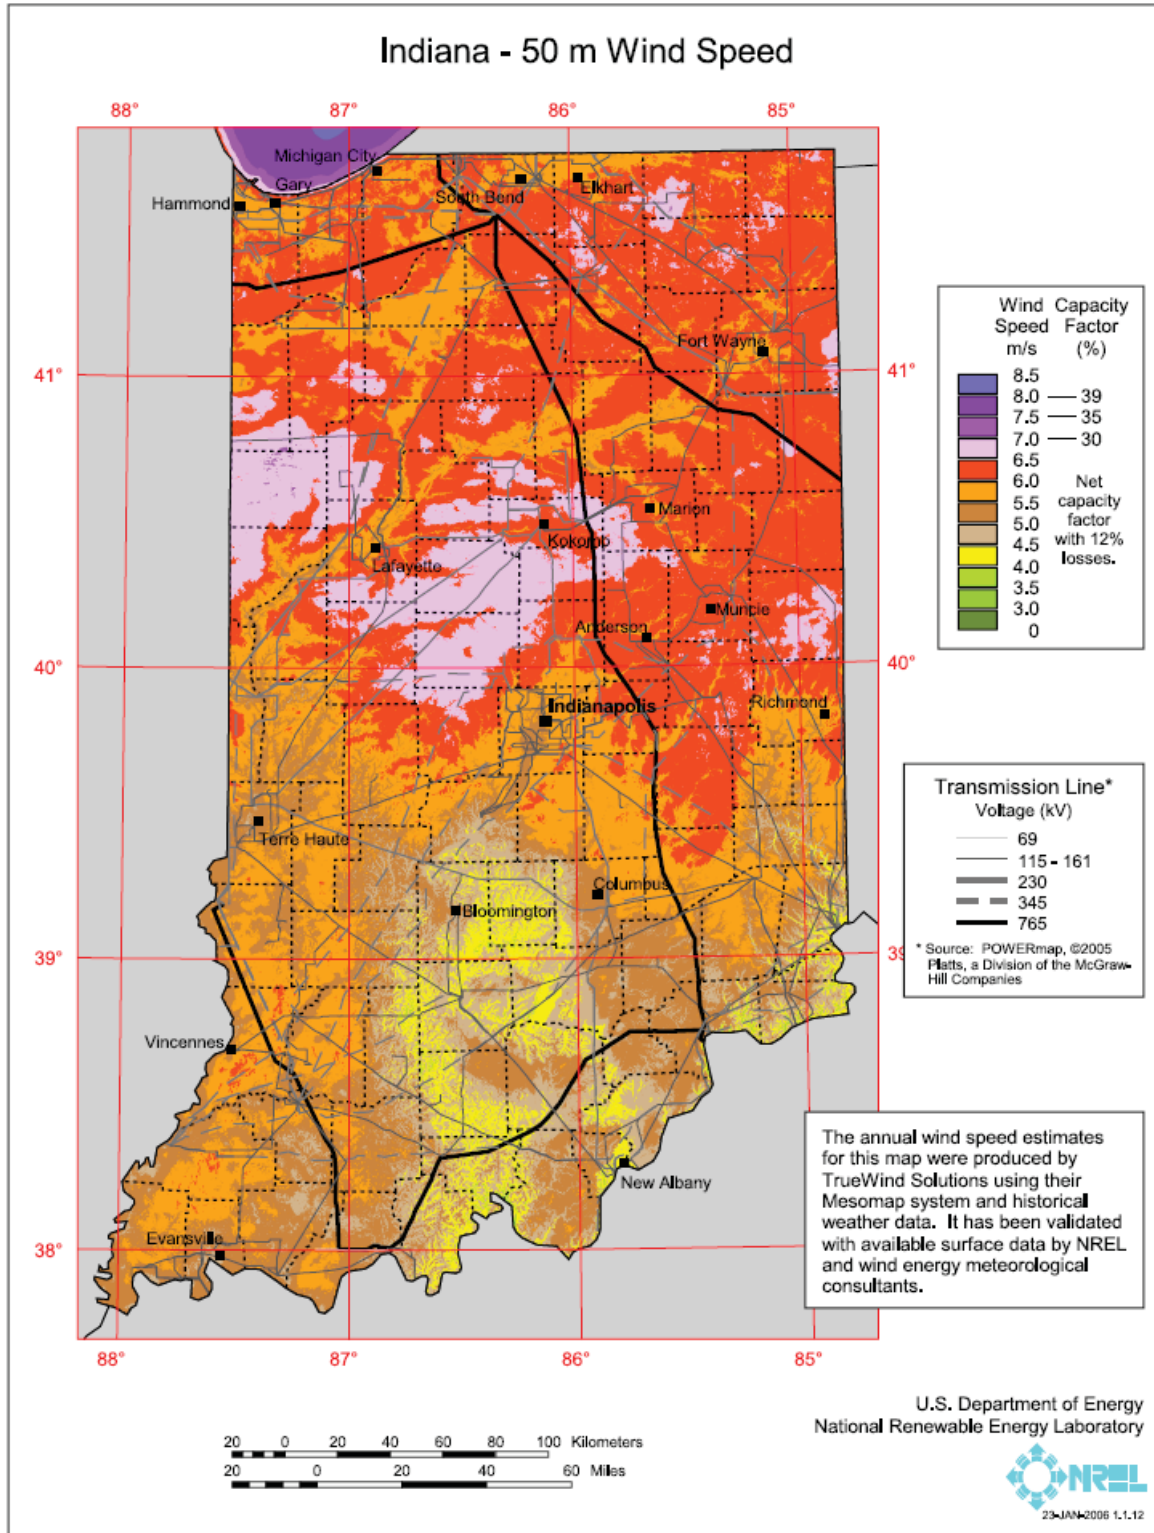 Indiana - 50 m Wind Speed
88° 87° 86° 85°
Michigan City
Gary
Hammond
South Bend
Elkhart
Fort Wayne
41° 41°
Marion
Kokomo
Lafayette
Muncie
Anderson
40° 40°
Richmond
Indianapolis
Terre Haute
Columbus
Bloomington
39° 39
Vincennes
New Albany
Evansville
38°
88° 87° 86° 85°
Wind Capacity
Speed Factor
m/s (%)
8.5
8.0 39
7.5 35
7.0 30
6.5
6.0
5.5
5.0
4.5
4.0
3.5
3.0
0
Net
capacity
factor
with 12%
losses.
Transmission Line*
Voltage (kV)
69
115 - 161
230
345
765
* Source: POWERmap, ©2005
Platts, a Division of the McGraw-
Hill Companies
The annual wind speed estimates
for this map were produced by
TrueWind Solutions using their
Mesomap system and historical
weather data. It has been validated
with available surface data by NREL
and wind energy meteorological
consultants.
U.S. Department of Energy
National Renewable Energy Laboratory
20 0 20 40 60 80 100 Kilometers
20 0 20 40 60 Miles
NREL
23-JAN-2006 1.1.12